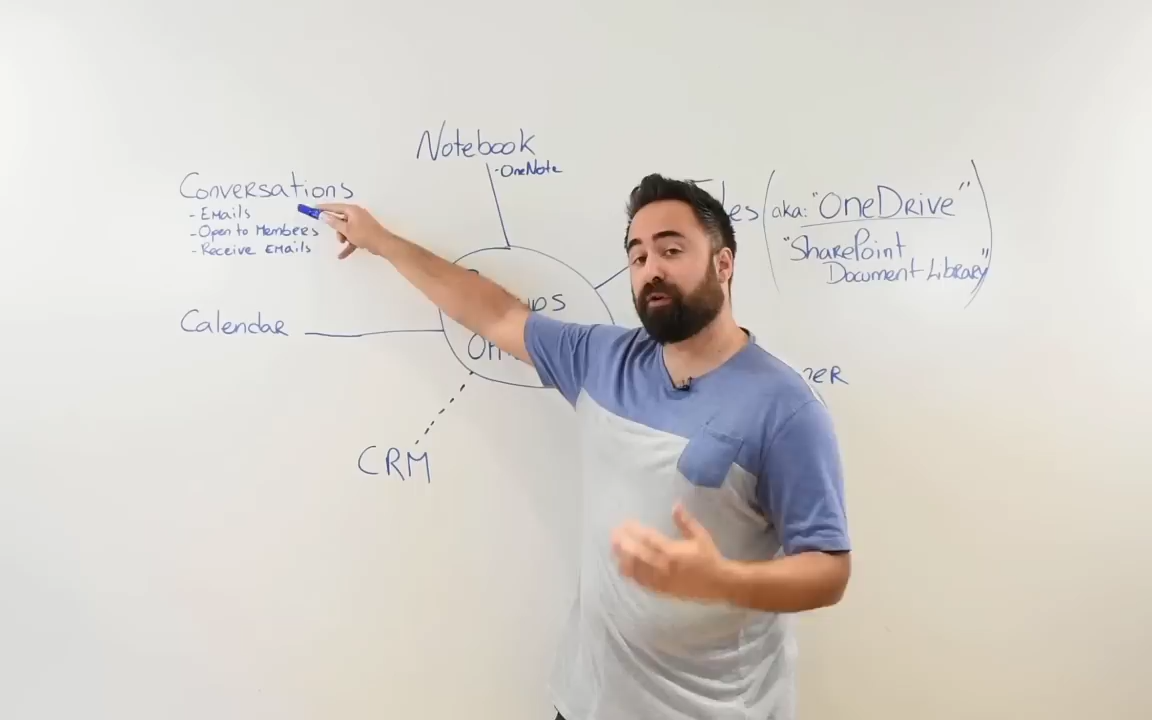 Notebook
- OneNote
Conversations
- Emails
- Open to Members
- Receive Emails
(aka: "OneDrive"
"SharePoint
Document Library")
Calendar
CRM